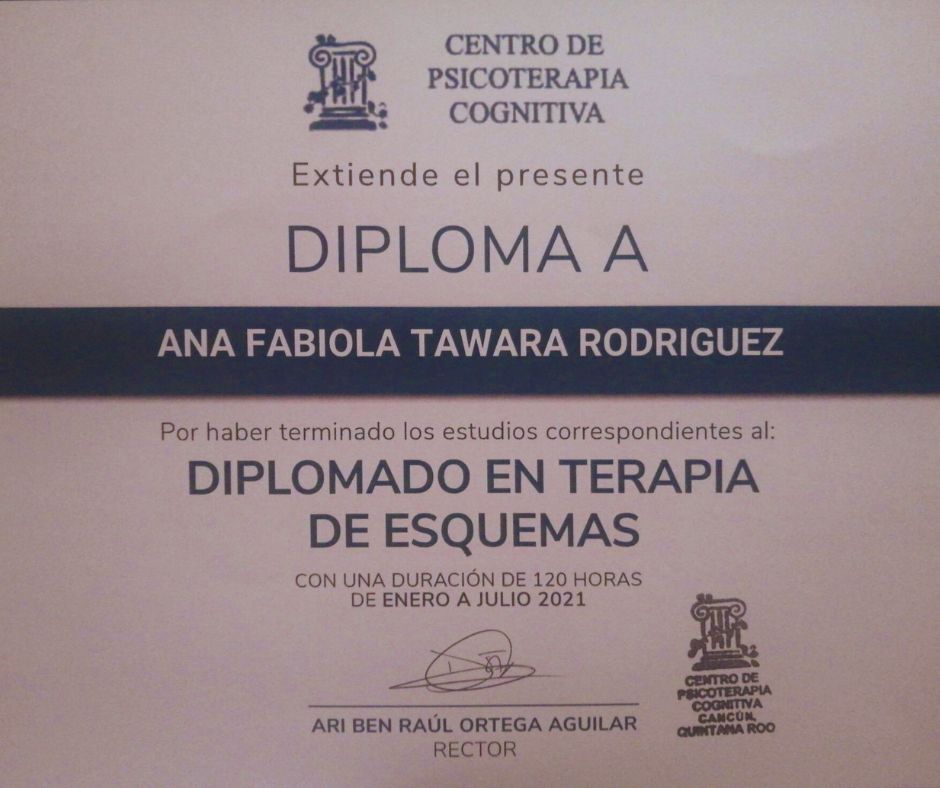 CENTRO DE
PSICOTERAPIA
COGNITIVA
Extiende el presente
DIPLOMA A
ANA FABIOLA TAWARA RODRIGUEZ
Por haber terminado los estudios correspondientes al:
DIPLOMADO EN TERAPIA
DE ESQUEMAS
CON UNA DURACIÓN DE 120 HORAS
DE ENERO A JULIO 2021
ARI BEN RAÚL ORTEGA AGUILAR
RECTOR
CENTRO DE
PSICOTERAPIA
COGNITIVA
CANCÚN,
QUINTANA ROO